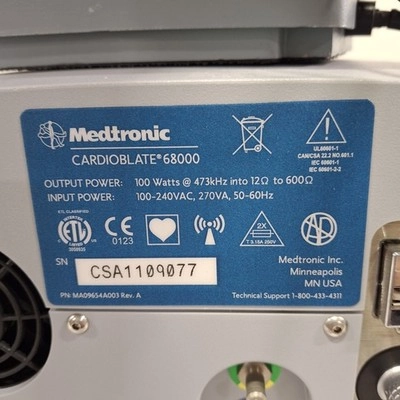 Medtronic
CARDIOBLATE® 68000
OUTPUT POWER: 100 Watts @ 473kHz into 12Ω to 600Ω
INPUT POWER: 100-240VAC, 270VA, 50-60Hz
UL60601-1
CAN/CSA 22.2 NO.601.1
IEC 60601-1
IEC 60601-2-2
ETL CLASSIFIED
0123
2X
T 3.15A 250V
SN CSA1109077
Medtronic Inc.
Minneapolis
MN USA
PN: MA09654A003 Rev. A
Technical Support 1-800-433-4311